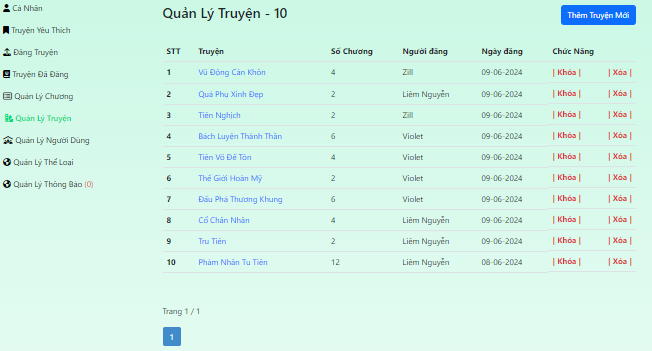 Cá Nhân
Truyện Yêu Thích
Đăng Truyện
Truyện Đã Đăng
Quản Lý Chương
Quản Lý Truyện
Quản Lý Người Dùng
Quản Lý Thể Loại
Quản Lý Thông Báo (0)
Quản Lý Truyện - 10
Thêm Truyện Mới
STT Truyện Số Chương Người đăng Ngày đăng Chức Năng
1 Vũ Động Càn Khôn 4 Zill 09-06-2024 | Khóa | | Xóa |
2 Quả Phụ Xinh Đẹp 2 Liêm Nguyễn 09-06-2024 | Khóa | | Xóa |
3 Tiên Nghịch 2 Zill 09-06-2024 | Khóa | | Xóa |
4 Bách Luyện Thành Thần 6 Violet 09-06-2024 | Khóa | | Xóa |
5 Tiên Võ Đế Tôn 4 Violet 09-06-2024 | Khóa | | Xóa |
6 Thế Giới Hoàn Mỹ 2 Violet 09-06-2024 | Khóa | | Xóa |
7 Đấu Phá Thương Khung 6 Violet 09-06-2024 | Khóa | | Xóa |
8 Cổ Chân Nhân 4 Liêm Nguyễn 09-06-2024 | Khóa | | Xóa |
9 Tru Tiên 2 Liêm Nguyễn 09-06-2024 | Khóa | | Xóa |
10 Phàm Nhân Tu Tiên 12 Liêm Nguyễn 08-06-2024 | Khóa | | Xóa |
Trang 1 / 1
1